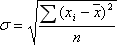 σ = √(∑(xᵢ − x̅)² / n)